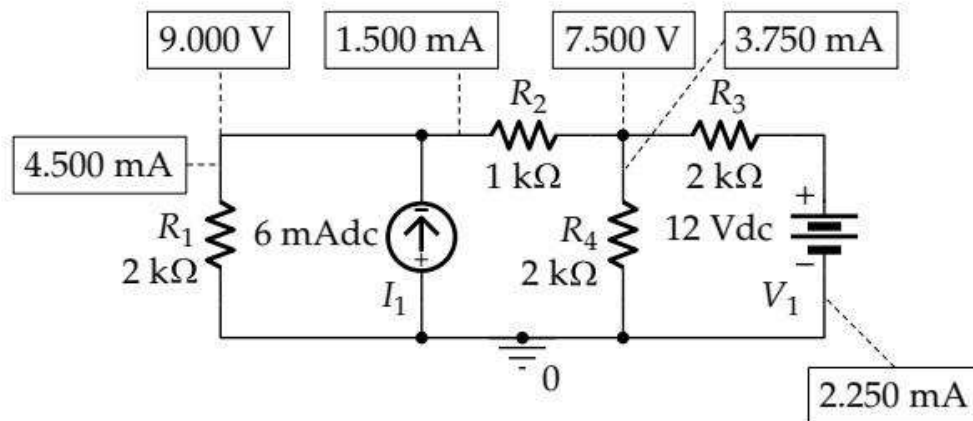 9.000 V
1.500 mA
7.500 V
3.750 mA
4.500 mA
R2
1 kΩ
R3
2 kΩ
R1
2 kΩ
6 mAdc
-
+
I1
R4
2 kΩ
12 Vdc
+
−
V1
0
2.250 mA